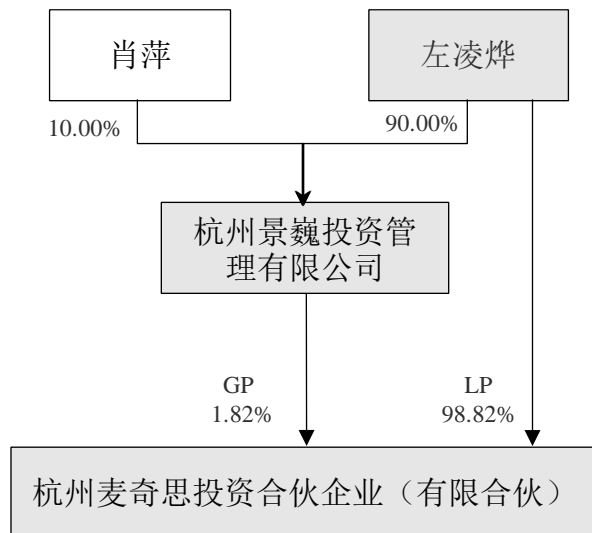 肖萍
左凌烨
10.00%
90.00%
杭州景巍投资管
理有限公司
GP
1.82%
LP
98.82%
杭州麦奇思投资合伙企业（有限合伙）